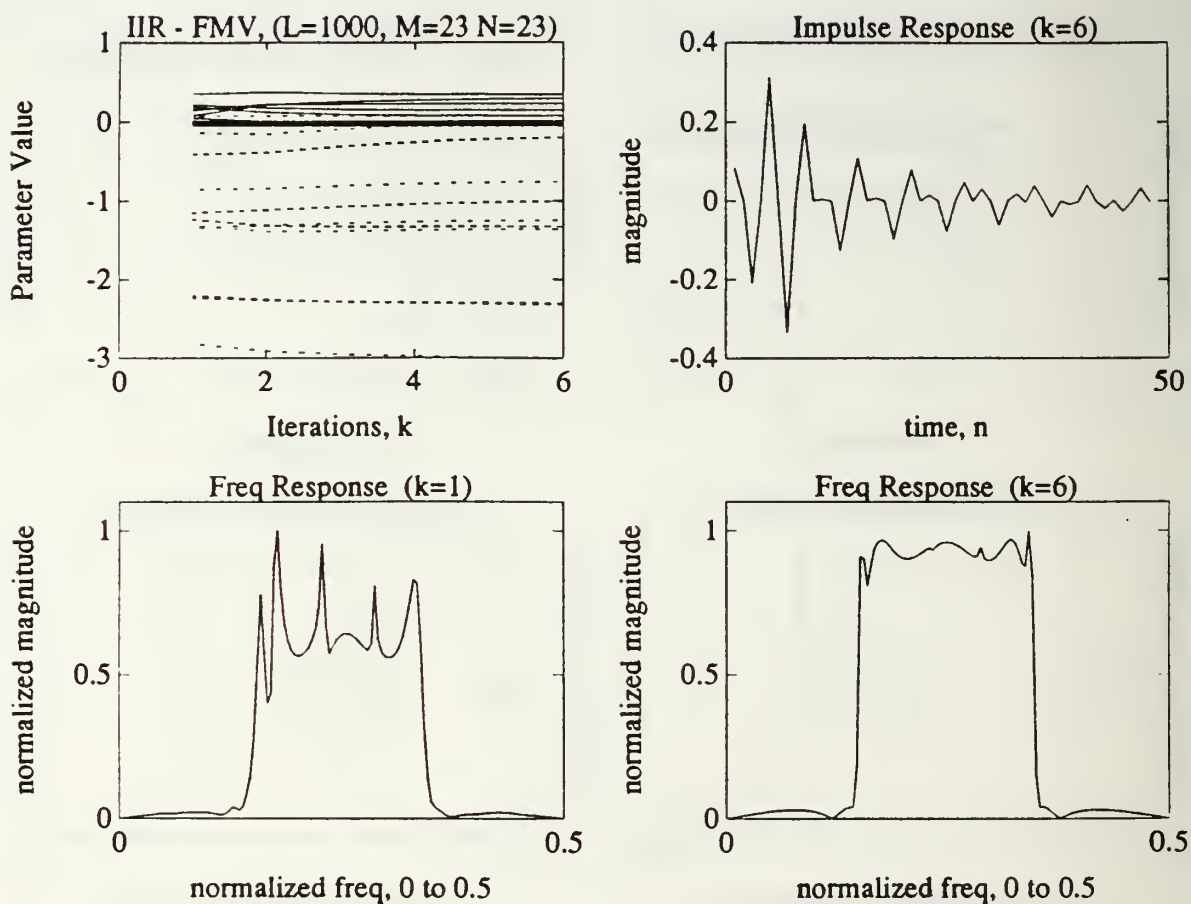 IIR - FMV, (L=1000, M=23 N=23)
1
0
-1
-2
-3
Parameter Value
0
2
4
6
Iterations, k
Impulse Response (k=6)
0.4
0.2
0
-0.2
-0.4
magnitude
0
50
time, n
Freq Response (k=1)
1
0.5
0
normalized magnitude
0
0.5
normalized freq, 0 to 0.5
Freq Response (k=6)
1
0.5
0
normalized magnitude
0
0.5
normalized freq, 0 to 0.5